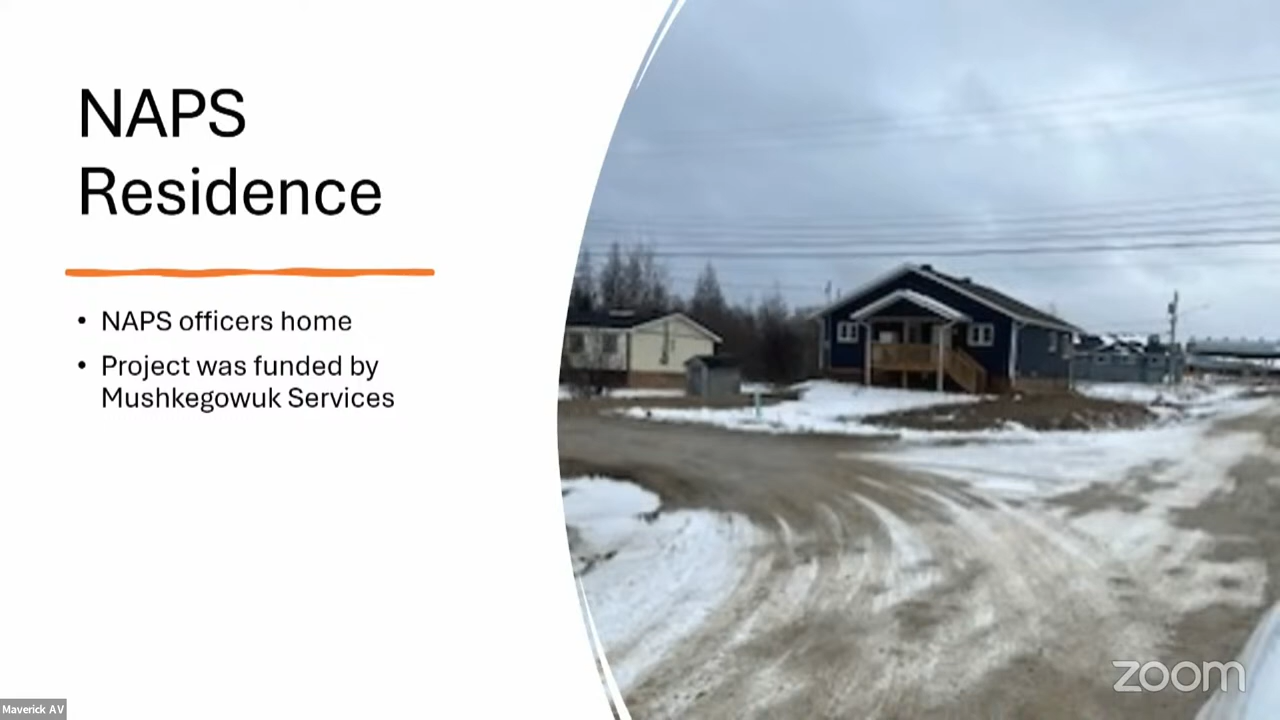 NAPS
Residence
• NAPS officers home
• Project was funded by
Mushkegowuk Services
zoom
Maverick AV